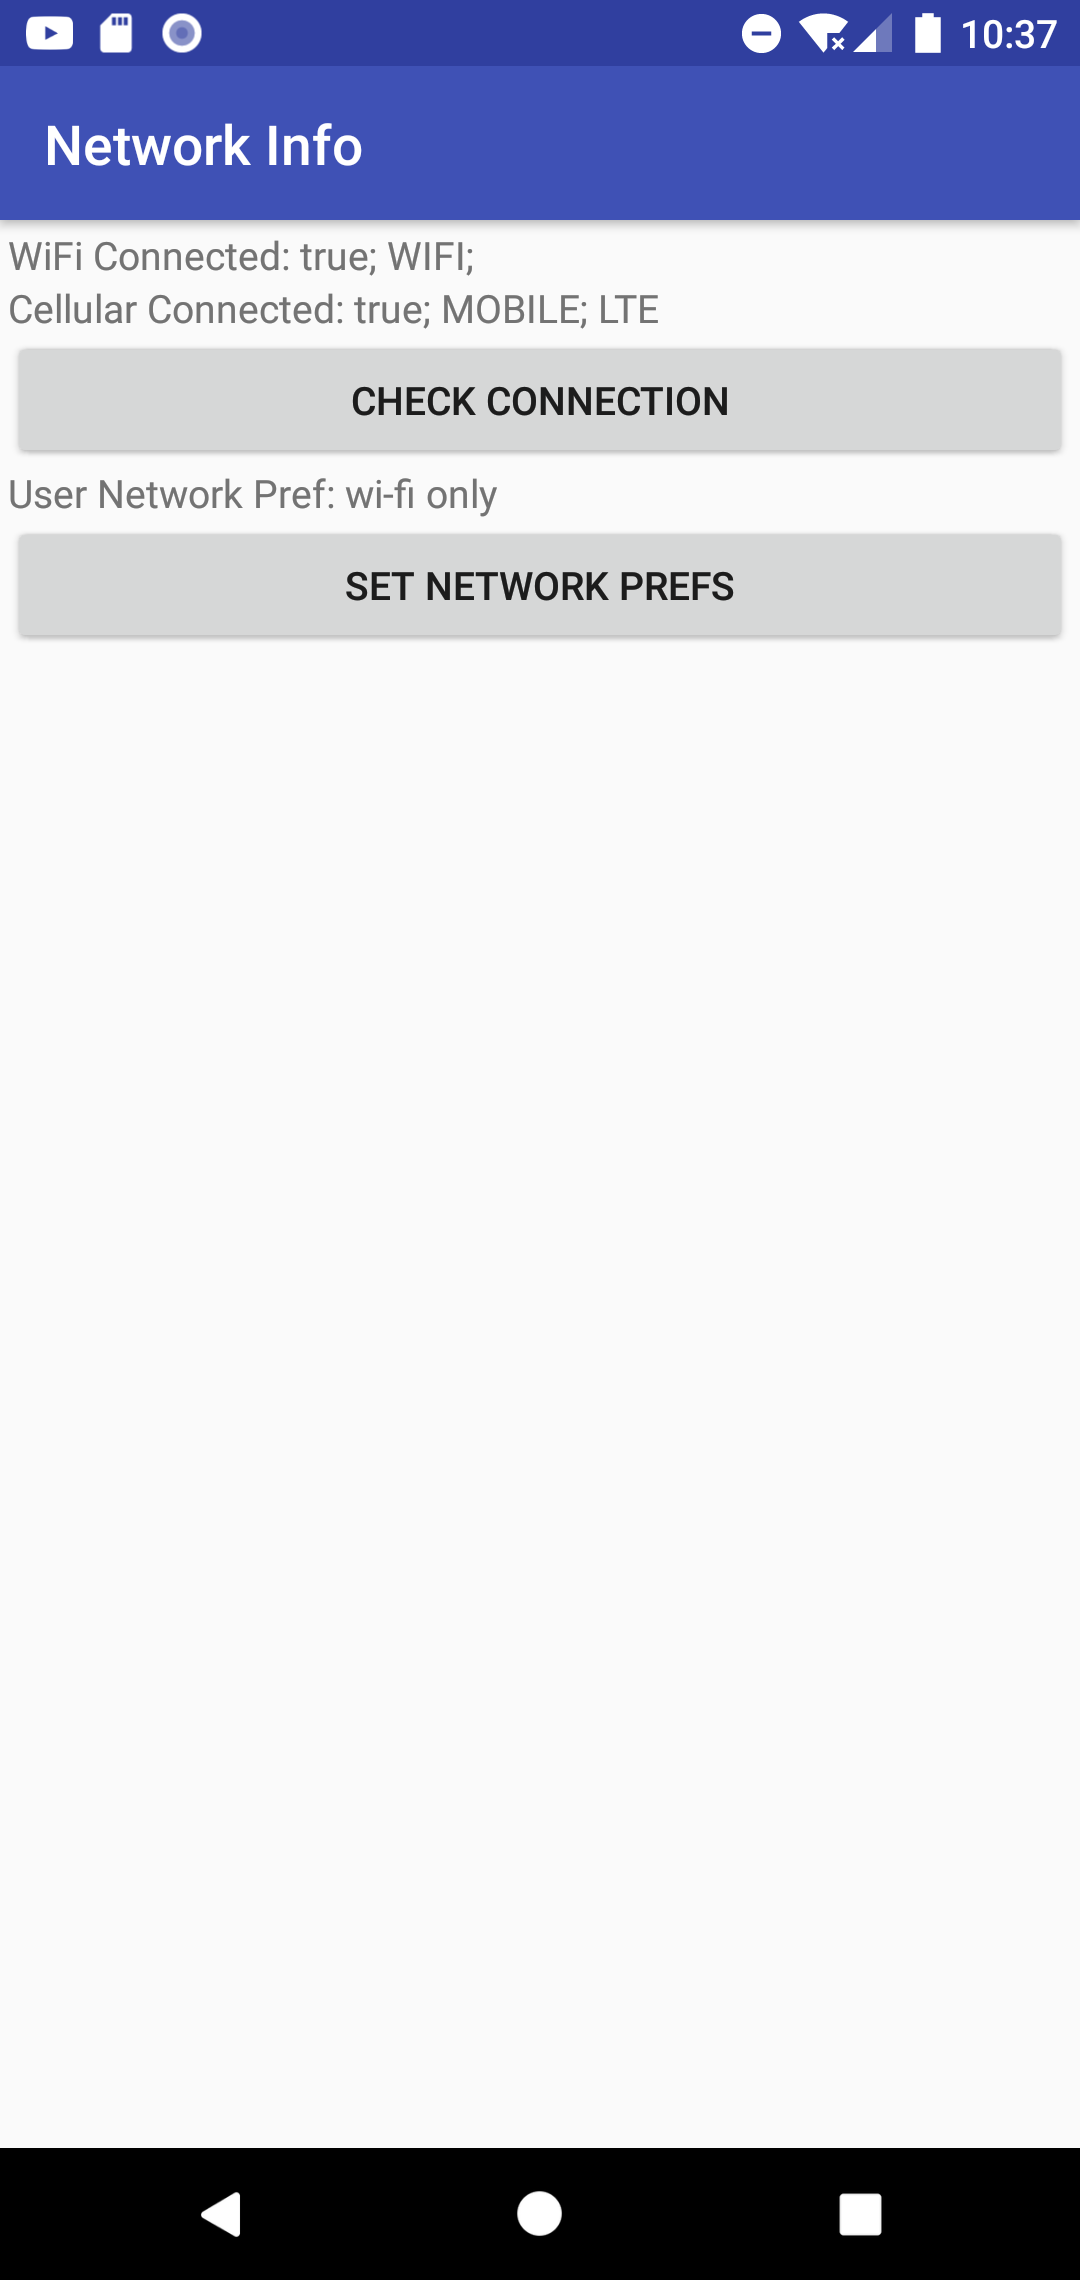 10:37
Network Info
WiFi Connected: true; WIFI;
Cellular Connected: true; MOBILE; LTE
CHECK CONNECTION
User Network Pref: wi-fi only
SET NETWORK PREFS